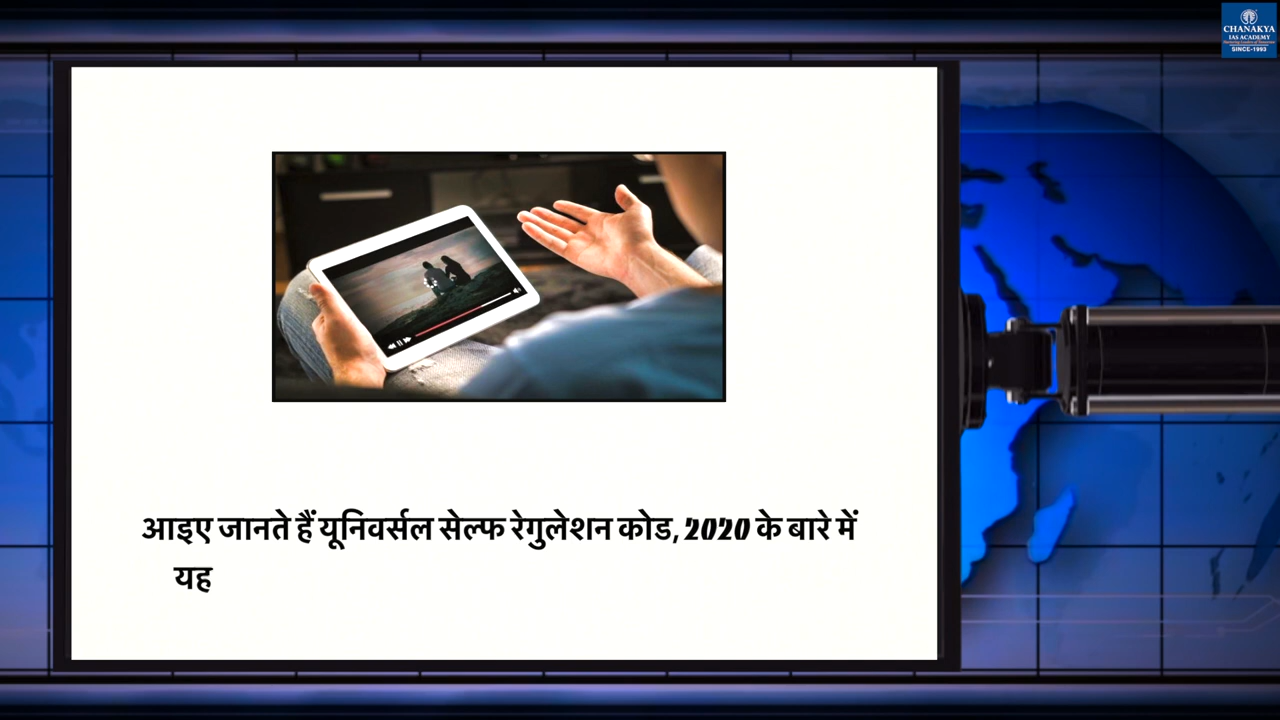 CHANAKYA
IAS ACADEMY
SINCE-1993
आइए जानते हैं यूनिवर्सल सेल्फ रेगुलेशन कोड, 2020 के बारे में
यह